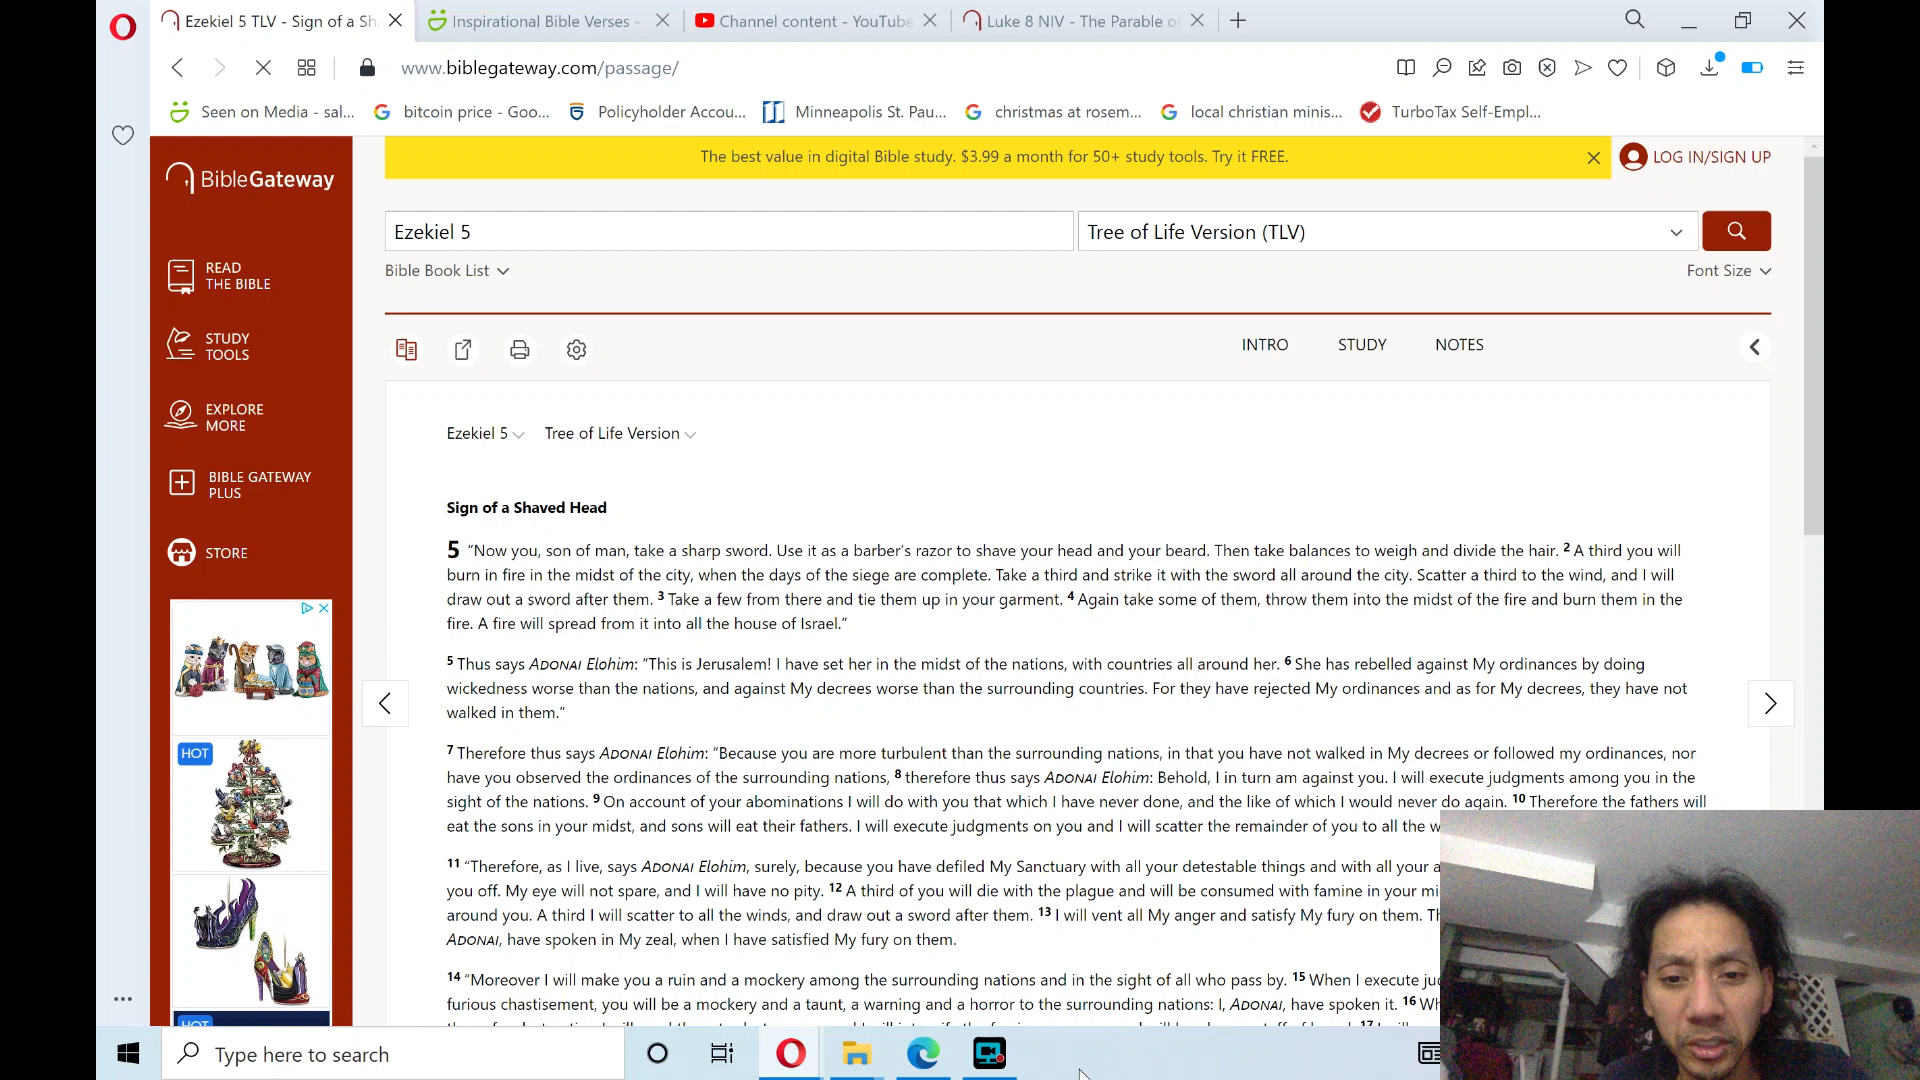 Ezekiel 5 TLV - Sign of a Sh
Inspirational Bible Verses -
Channel content - YouTube
Luke 8 NIV - The Parable of
www.biblegateway.com/passage/
Seen on Media - sal...
bitcoin price - Goo...
Policyholder Accou...
Minneapolis St. Pau...
christmas at rosem...
local christian minis...
TurboTax Self-Empl...
The best value in digital Bible study. $3.99 a month for 50+ study tools. Try it FREE.
LOG IN/SIGN UP
BibleGateway
READ
THE BIBLE
STUDY
TOOLS
EXPLORE
MORE
BIBLE GATEWAY
PLUS
STORE
HOT
HOT
Ezekiel 5
Tree of Life Version (TLV)
Bible Book List
Font Size
INTRO
STUDY
NOTES
Ezekiel 5
Tree of Life Version
Sign of a Shaved Head
5 “Now you, son of man, take a sharp sword. Use it as a barber’s razor to shave your head and your beard. Then take balances to weigh and divide the hair. 2 A third you will
burn in fire in the midst of the city, when the days of the siege are complete. Take a third and strike it with the sword all around the city. Scatter a third to the wind, and I will
draw out a sword after them. 3 Take a few from there and tie them up in your garment. 4 Again take some of them, throw them into the midst of the fire and burn them in the
fire. A fire will spread from it into all the house of Israel.”
5 Thus says ADONAI Elohim: “This is Jerusalem! I have set her in the midst of the nations, with countries all around her. 6 She has rebelled against My ordinances by doing
wickedness worse than the nations, and against My decrees worse than the surrounding countries. For they have rejected My ordinances and as for My decrees, they have not
walked in them.”
7 Therefore thus says ADONAI Elohim: “Because you are more turbulent than the surrounding nations, in that you have not walked in My decrees or followed my ordinances, nor
have you observed the ordinances of the surrounding nations, 8 therefore thus says ADONAI Elohim: Behold, I in turn am against you. I will execute judgments among you in the
sight of the nations. 9 On account of your abominations I will do with you that which I have never done, and the like of which I would never do again. 10 Therefore the fathers will
eat the sons in your midst, and sons will eat their fathers. I will execute judgments on you and I will scatter the remainder of you to all the w
11 “Therefore, as I live, says ADONAI Elohim, surely, because you have defiled My Sanctuary with all your detestable things and with all your a
you off. My eye will not spare, and I will have no pity. 12 A third of you will die with the plague and will be consumed with famine in your mi
around you. A third I will scatter to all the winds, and draw out a sword after them. 13 I will vent all My anger and satisfy My fury on them. Th
ADONAI, have spoken in My zeal, when I have satisfied My fury on them.
14 “Moreover I will make you a ruin and a mockery among the surrounding nations and in the sight of all who pass by. 15 When I execute ju
furious chastisement, you will be a mockery and a taunt, a warning and a horror to the surrounding nations: I, ADONAI, have spoken it. 16 Wh
Type here to search